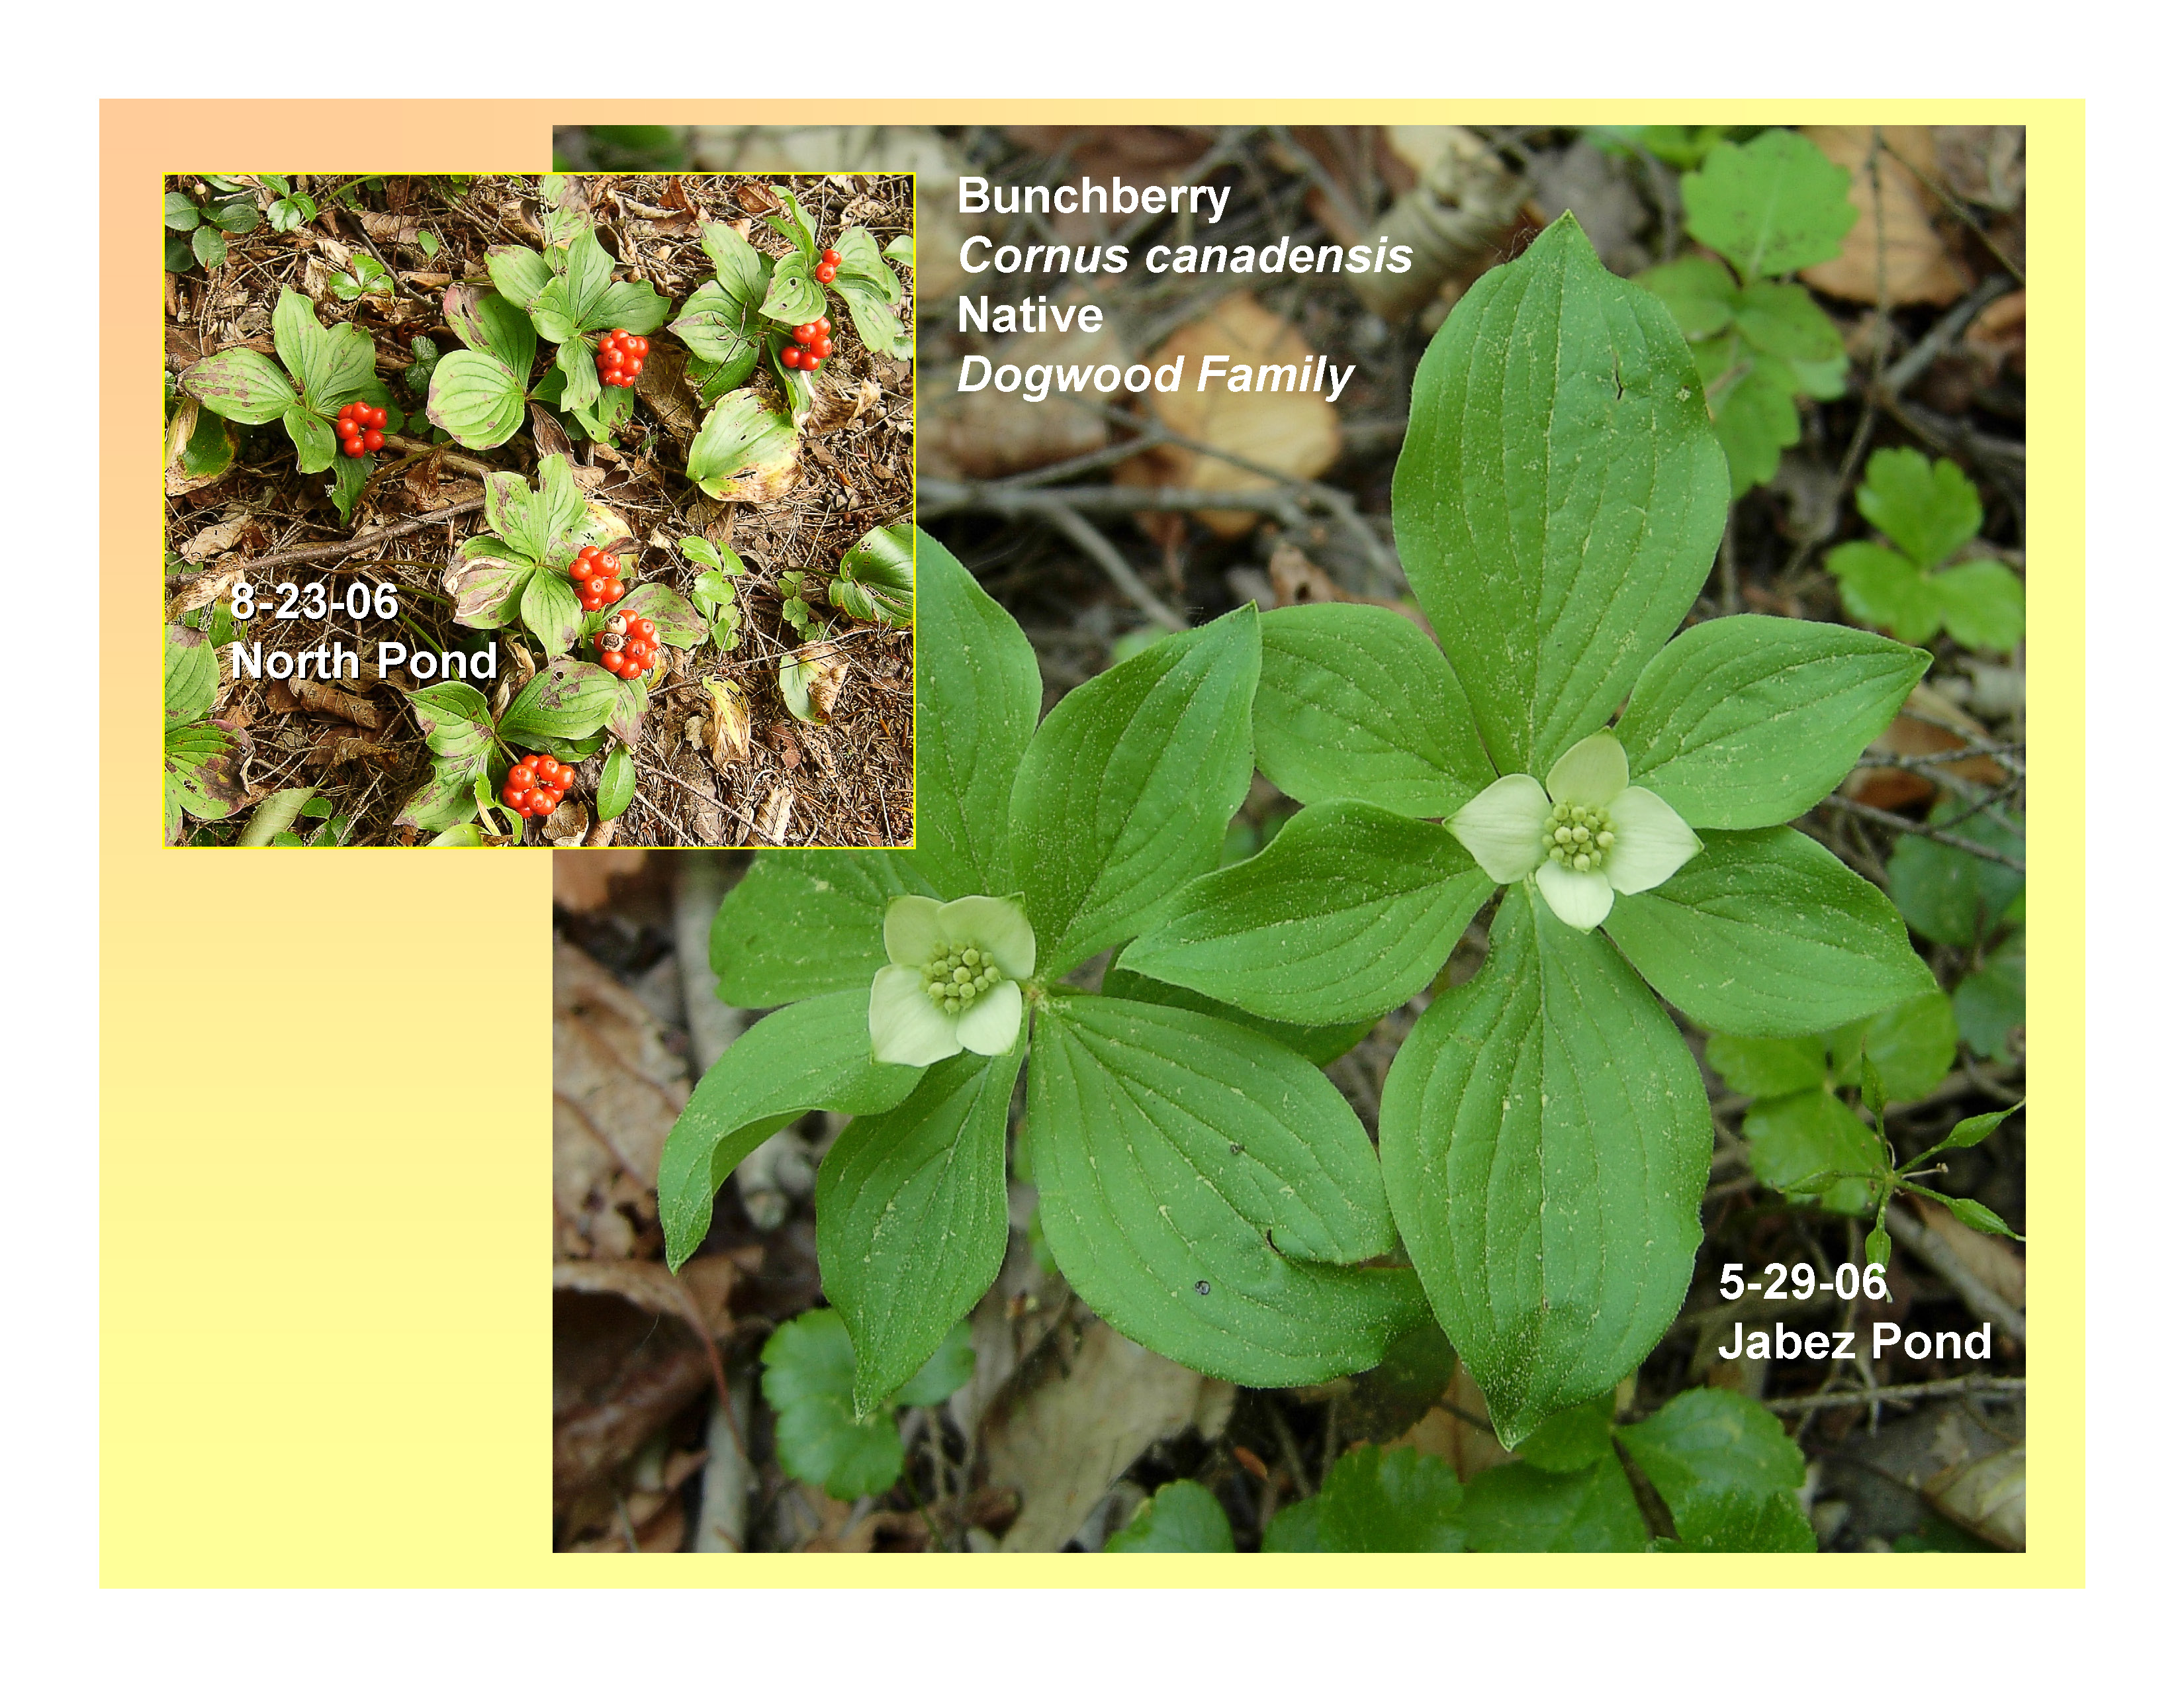 Bunchberry
Cornus canadensis
Native
Dogwood Family
8-23-06
North Pond
5-29-06
Jabez Pond